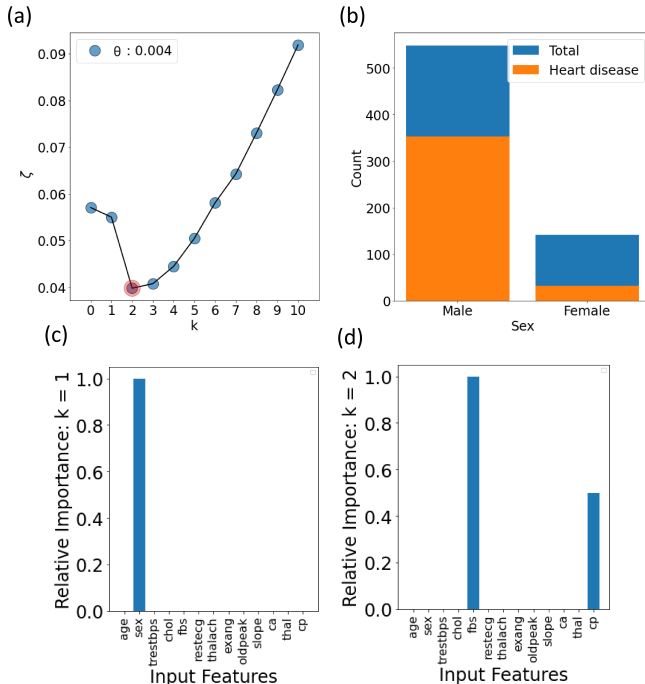 (a)
0.09
0.08
0.07
0.06
0.05
0.04
ζ
θ : 0.004
0 1 2 3 4 5 6 7 8 9 10
k
(b)
500
400
300
200
100
0
Count
Total
Heart disease
Male Female
Sex
(c)
Relative Importance: k = 1
1.0
0.8
0.6
0.4
0.2
0.0
age sex trestbps chol fbs restecg thalach exang oldpeak slope ca thal cp
Input Features
(d)
Relative Importance: k = 2
1.0
0.8
0.6
0.4
0.2
0.0
age sex trestbps chol fbs restecg thalach exang oldpeak slope ca thal cp
Input Features